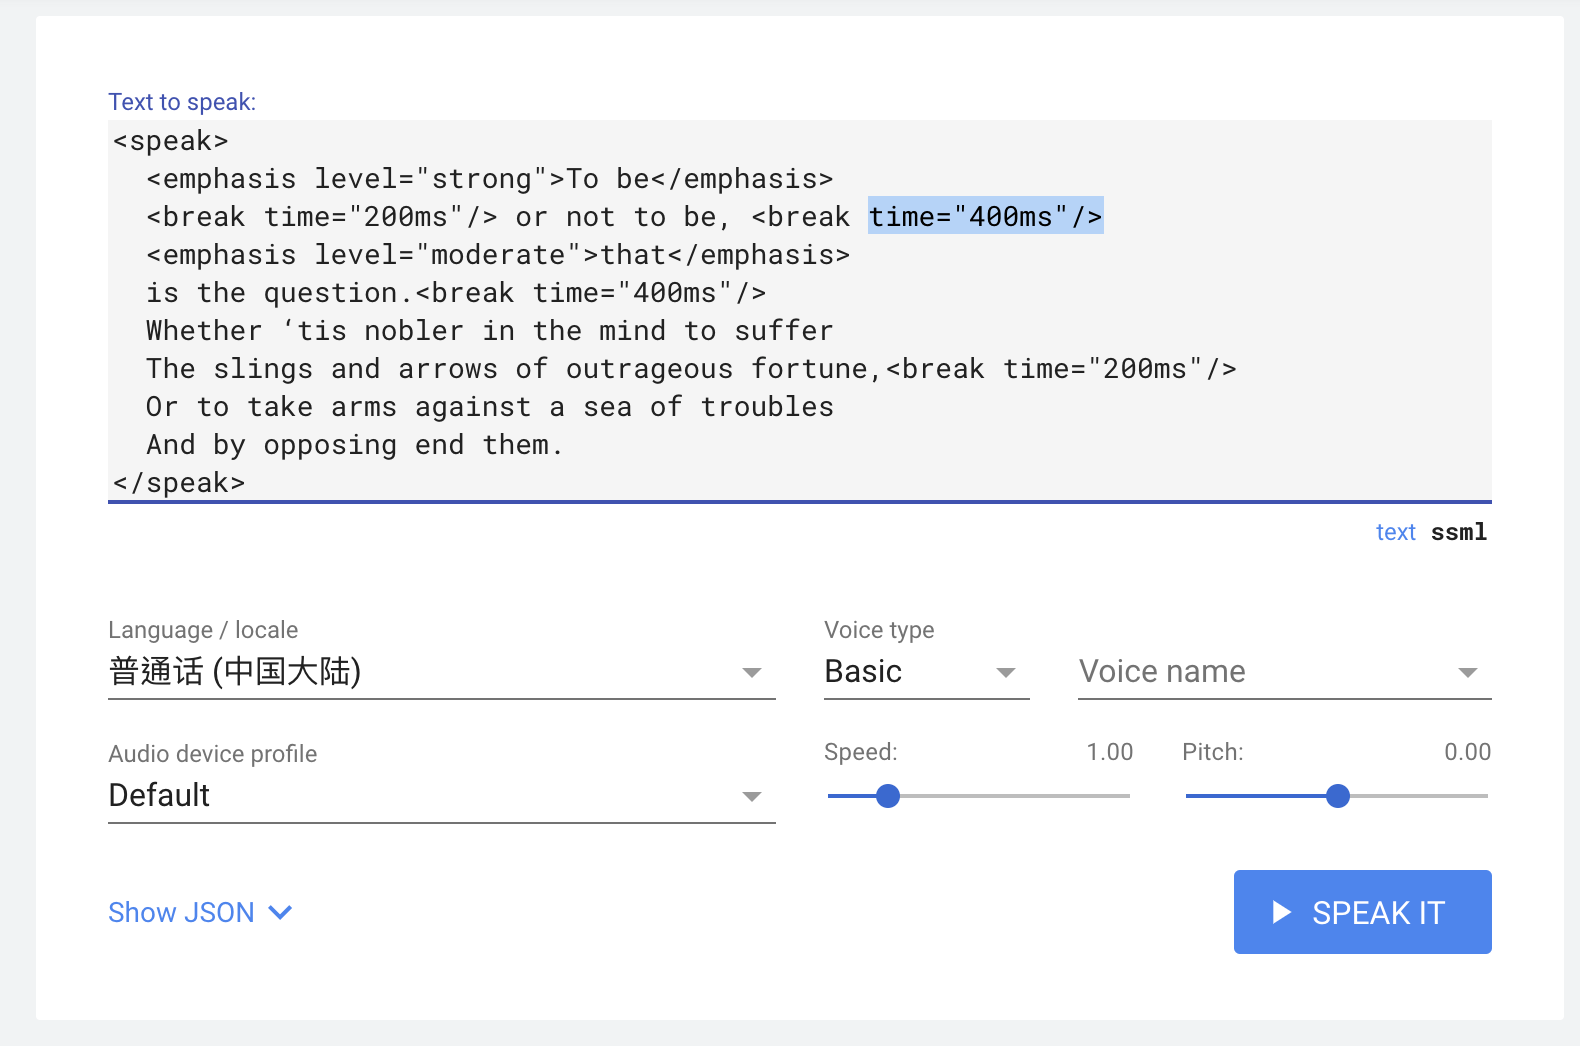 Text to speak:
<speak>
<emphasis level="strong">To be</emphasis>
<break time="200ms"/> or not to be, <break time="400ms"/>
<emphasis level="moderate">that</emphasis>
is the question.<break time="400ms"/>
Whether ‘tis nobler in the mind to suffer
The slings and arrows of outrageous fortune,<break time="200ms"/>
Or to take arms against a sea of troubles
And by opposing end them.
</speak>
text ssml
Language / locale
普通话 (中国大陆)
Voice type
Basic
Voice name
Audio device profile
Default
Speed: 1.00
Pitch: 0.00
Show JSON
SPEAK IT